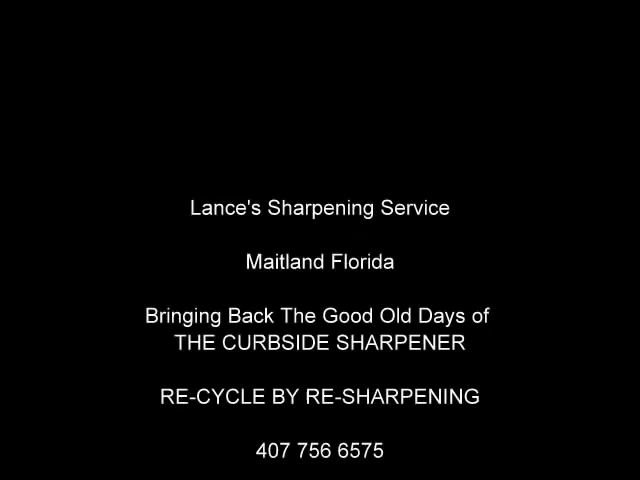 Lance's Sharpening Service
Maitland Florida
Bringing Back The Good Old Days of
THE CURBSIDE SHARPENER
RE-CYCLE BY RE-SHARPENING
407 756 6575